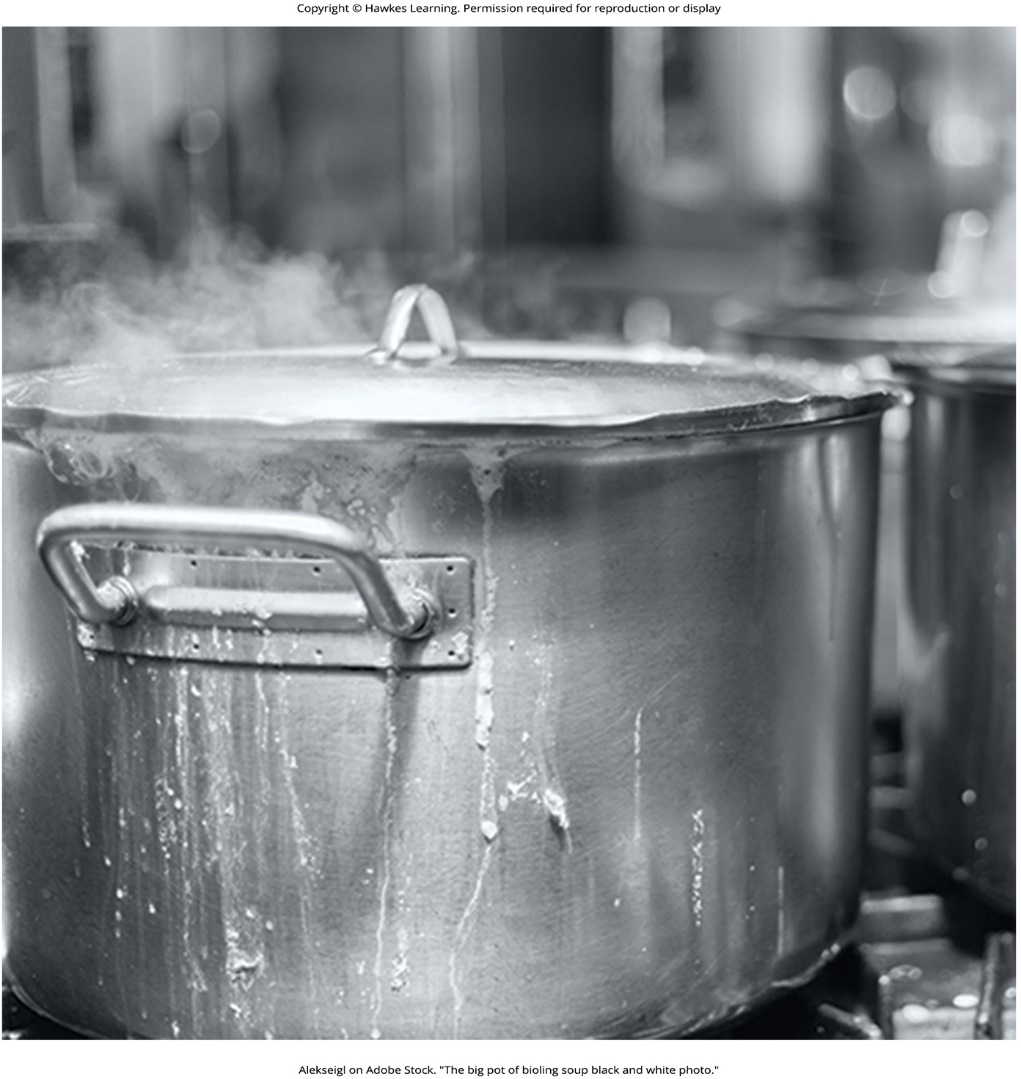 Copyright © Hawkes Learning. Permission required for reproduction or display
Alekseigl on Adobe Stock. "The big pot of bioling soup black and white photo."